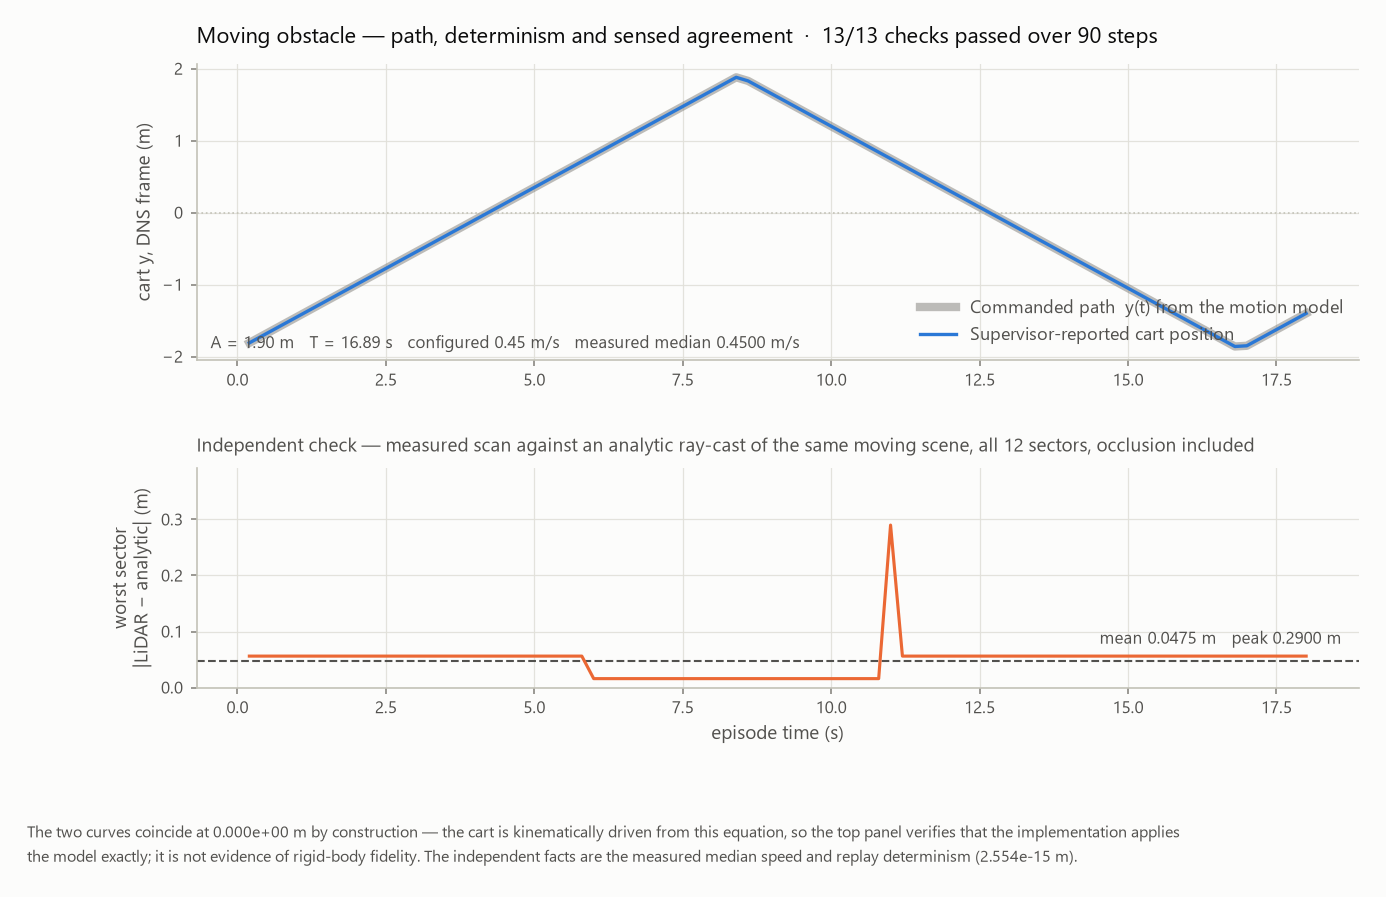 Moving obstacle — path, determinism and sensed agreement · 13/13 checks passed over 90 steps
cart y, DNS frame (m)
2
1
0
−1
−2
Commanded path y(t) from the motion model
Supervisor-reported cart position
A = 1.90 m T = 16.89 s configured 0.45 m/s measured median 0.4500 m/s
0.0 2.5 5.0 7.5 10.0 12.5 15.0 17.5
Independent check — measured scan against an analytic ray-cast of the same moving scene, all 12 sectors, occlusion included
worst sector
|LiDAR − analytic| (m)
0.3
0.2
0.1
0.0
mean 0.0475 m peak 0.2900 m
0.0 2.5 5.0 7.5 10.0 12.5 15.0 17.5
episode time (s)
The two curves coincide at 0.000e+00 m by construction — the cart is kinematically driven from this equation, so the top panel verifies that the implementation applies
the model exactly; it is not evidence of rigid-body fidelity. The independent facts are the measured median speed and replay determinism (2.554e-15 m).